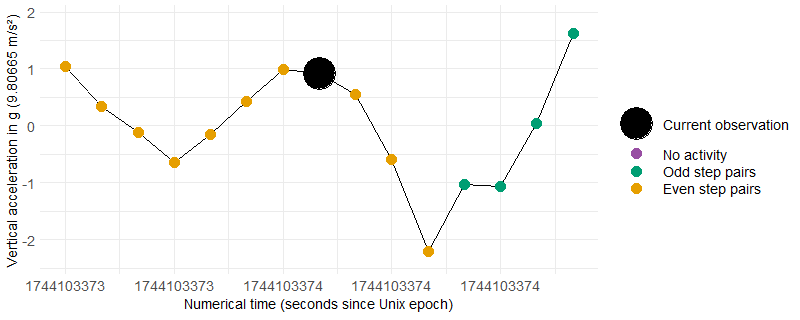 Vertical acceleration in g (9.80665 m/s²)
2
1
0
-1
-2
1744103373
1744103373
1744103374
1744103374
1744103374
Numerical time (seconds since Unix epoch)
Current observation
No activity
Odd step pairs
Even step pairs